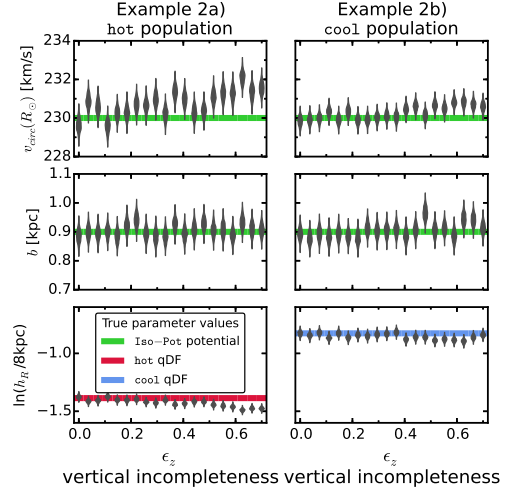 Example 2a)
hot population
Example 2b)
cool population
v_circ(R_⊙) [km/s]
234
232
230
228
b [kpc]
1.1
1.0
0.9
0.8
0.7
ln(h_R/8kpc)
−1.0
−1.5
True parameter values
Iso−Pot potential
hot qDF
cool qDF
0.0 0.2 0.4 0.6
0.0 0.2 0.4 0.6
ϵ_z
ϵ_z
vertical incompleteness
vertical incompleteness